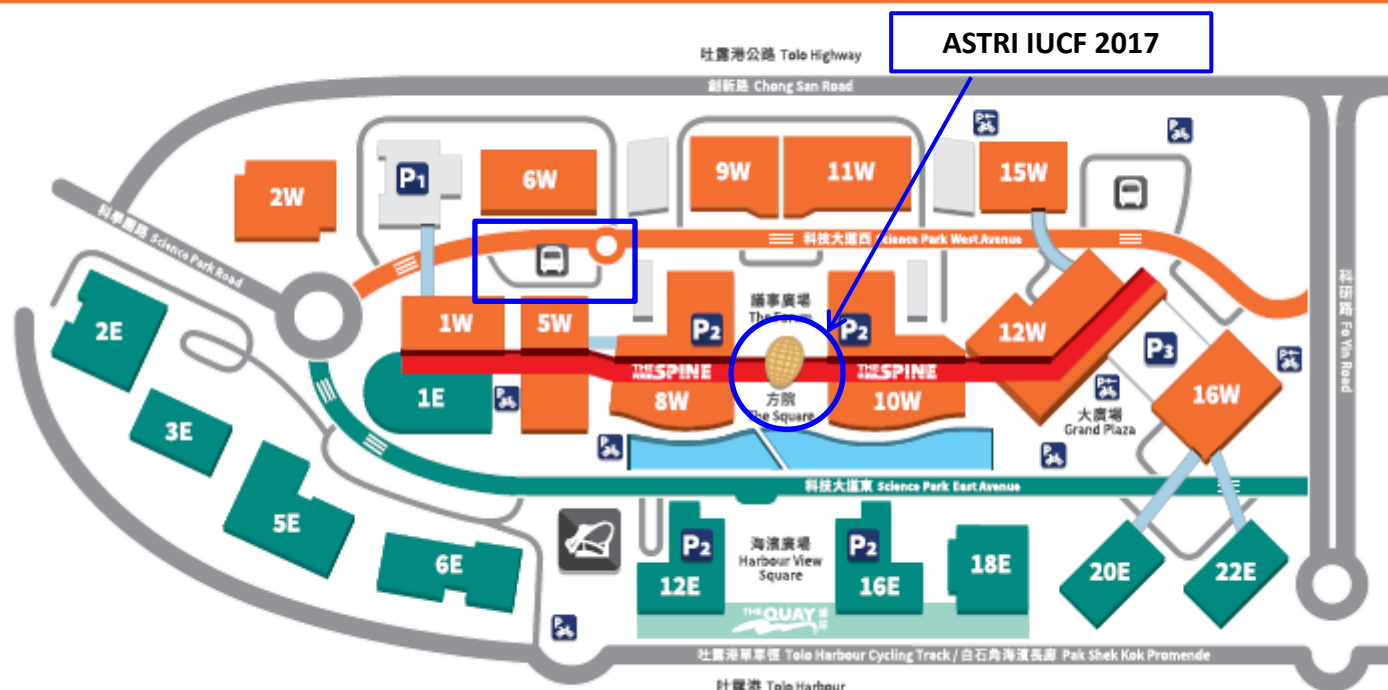 ASTRI IUCF 2017
吐露港公路 Tolo Highway
創新路 Chong San Road
9W
11W
15W
6W
P1
2W
科學園路 Science Park Road
科技大道西 Science Park West Avenue
科研路 Fo Yin Road
議事廣場
The Forum
2E
1W
5W
P2
P2
12W
P3
THE SPINE
THE SPINE
1E
8W
方院
The Square
10W
大廣場
Grand Plaza
16W
3E
科技大道東 Science Park East Avenue
5E
6E
P2
海濱廣場
Harbour View
Square
P2
12E
16E
18E
20E
22E
THE QUAY
吐露港單車徑 Tolo Harbour Cycling Track / 白石角海濱長廊 Pak Shek Kok Promende
吐露港 Tolo Harbour